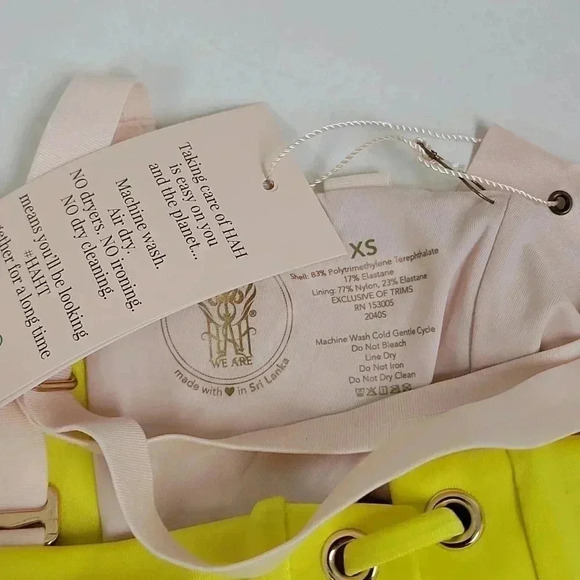 Taking care of HAH
is easy on you
and the planet...
Machine wash.
Air dry.
NO dryers. NO ironing.
NO dry cleaning.
#HAHT
means you'll be looking
together for a long time
HAH®
WE ARE
made with ♥ in Sri Lanka
XS
Shell: 83% Polytrimethylene Terephthalate
17% Elastane
Lining: 77% Nylon, 23% Elastane
EXCLUSIVE OF TRIMS
RN 153005
2040S
Machine Wash Cold Gentle Cycle
Do Not Bleach
Line Dry
Do Not Iron
Do Not Dry Clean